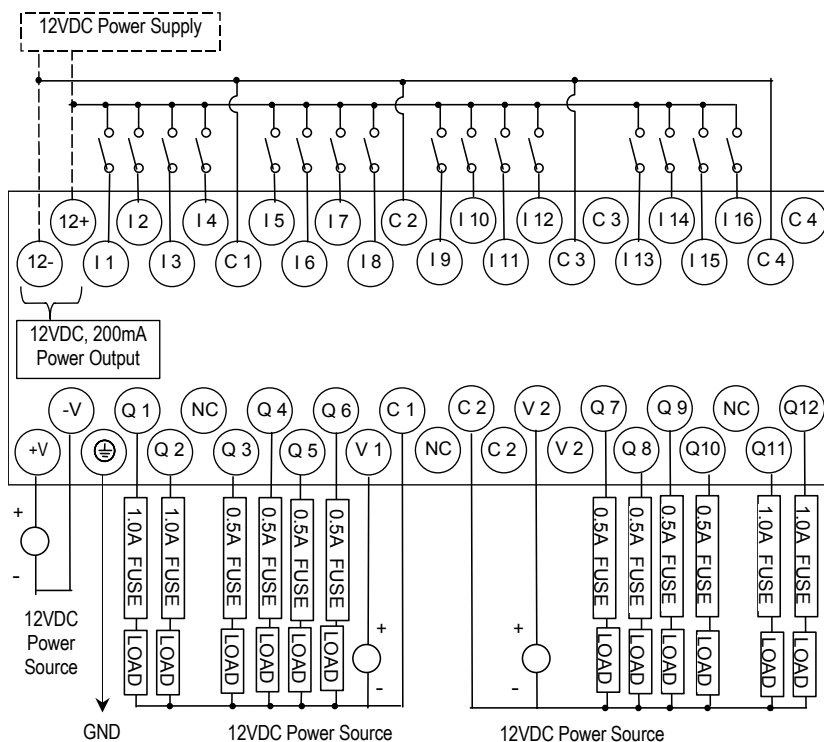 12VDC Power Supply
12+ I 2 I 4 I 5 I 7 C 2 I 10 I 12 C 3 I 14 I 16 C 4
12- I 1 I 3 C 1 I 6 I 8 I 9 I 11 C 3 I 13 I 15 C 4
12VDC, 200mA
Power Output
-V Q 1 NC Q 4 Q 6 C 1 C 2 V 2 Q 7 Q 9 NC Q12
+V Q 2 Q 3 Q 5 V 1 NC C 2 V 2 Q 8 Q10 Q11
1.0A FUSE
1.0A FUSE
0.5A FUSE
0.5A FUSE
0.5A FUSE
0.5A FUSE
0.5A FUSE
0.5A FUSE
0.5A FUSE
0.5A FUSE
1.0A FUSE
1.0A FUSE
+
-
12VDC
Power
Source
LOAD
LOAD
LOAD
LOAD
LOAD
LOAD
+
-
+
-
LOAD
LOAD
LOAD
LOAD
LOAD
LOAD
GND
12VDC Power Source
12VDC Power Source